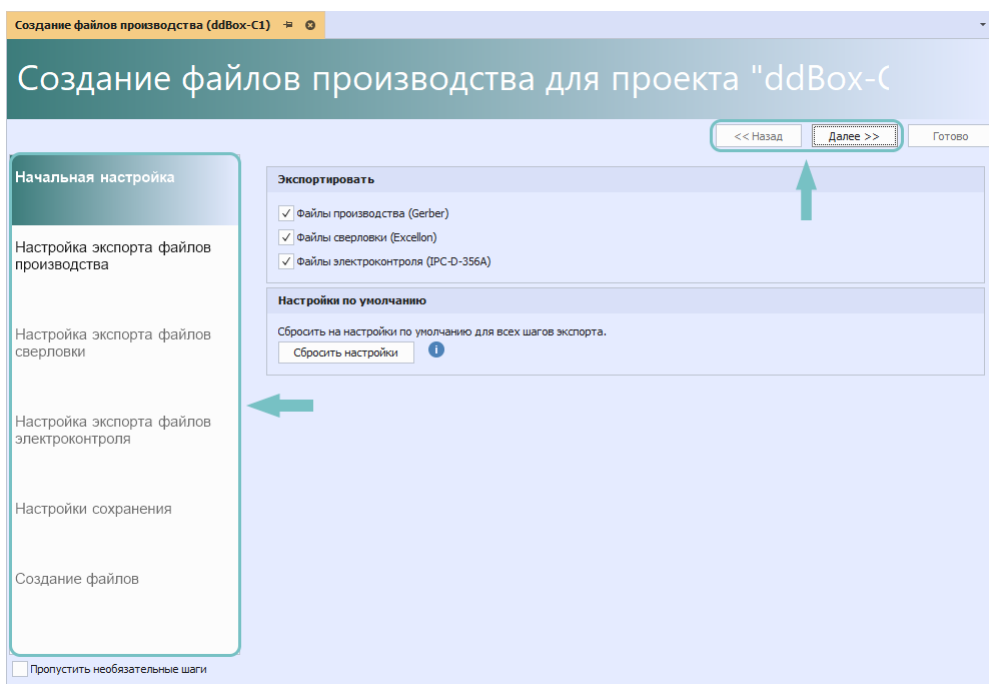 Создание файлов производства (ddBox-C1)
Создание файлов производства для проекта "ddBox-C
<< Назад
Далее >>
Готово
Начальная настройка
Настройка экспорта файлов
производства
Настройка экспорта файлов
сверловки
Настройка экспорта файлов
электроконтроля
Настройки сохранения
Создание файлов
Пропустить необязательные шаги
Экспортировать
Файлы производства (Gerber)
Файлы сверловки (Excellon)
Файлы электроконтроля (IPC-D-356A)
Настройки по умолчанию
Сбросить на настройки по умолчанию для всех шагов экспорта.
Сбросить настройки